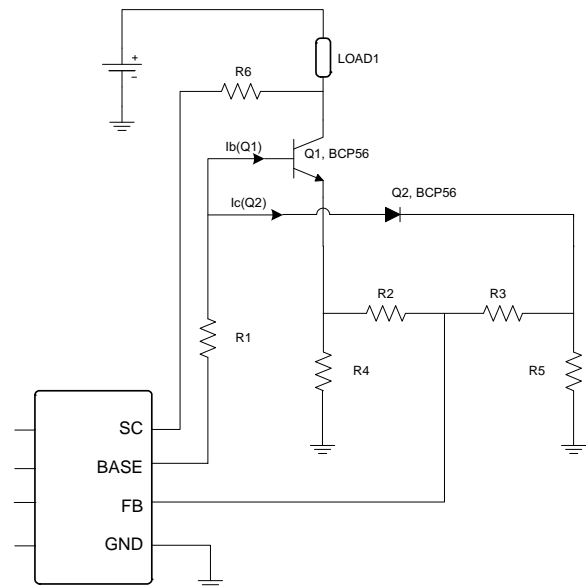 +
−
LOAD1
R6
Ib(Q1)
Q1, BCP56
Q2, BCP56
Ic(Q2)
R2
R3
R1
R4
R5
SC
BASE
FB
GND